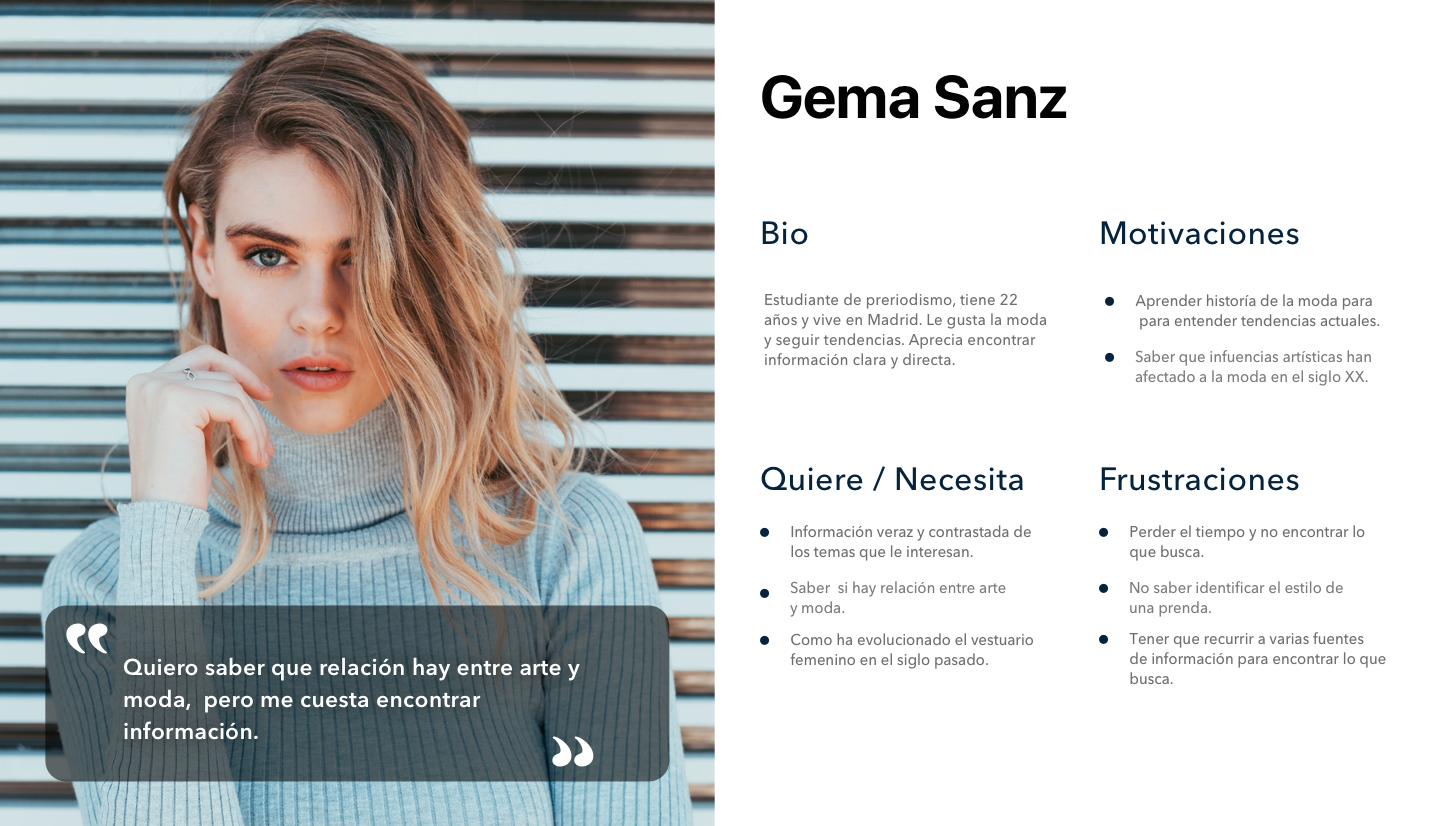 Gema Sanz
Bio
Estudiante de preriodismo, tiene 22
años y vive en Madrid. Le gusta la moda
y seguir tendencias. Aprecia encontrar
información clara y directa.
Motivaciones
Aprender historía de la moda para
para entender tendencias actuales.
Saber que infuencias artísticas han
afectado a la moda en el siglo XX.
Quiere / Necesita
Información veraz y contrastada de
los temas que le interesan.
Saber si hay relación entre arte
y moda.
Como ha evolucionado el vestuario
femenino en el siglo pasado.
Frustraciones
Perder el tiempo y no encontrar lo
que busca.
No saber identificar el estilo de
una prenda.
Tener que recurrir a varias fuentes
de información para encontrar lo que
busca.
“
Quiero saber que relación hay entre arte y
moda, pero me cuesta encontrar
información.
”